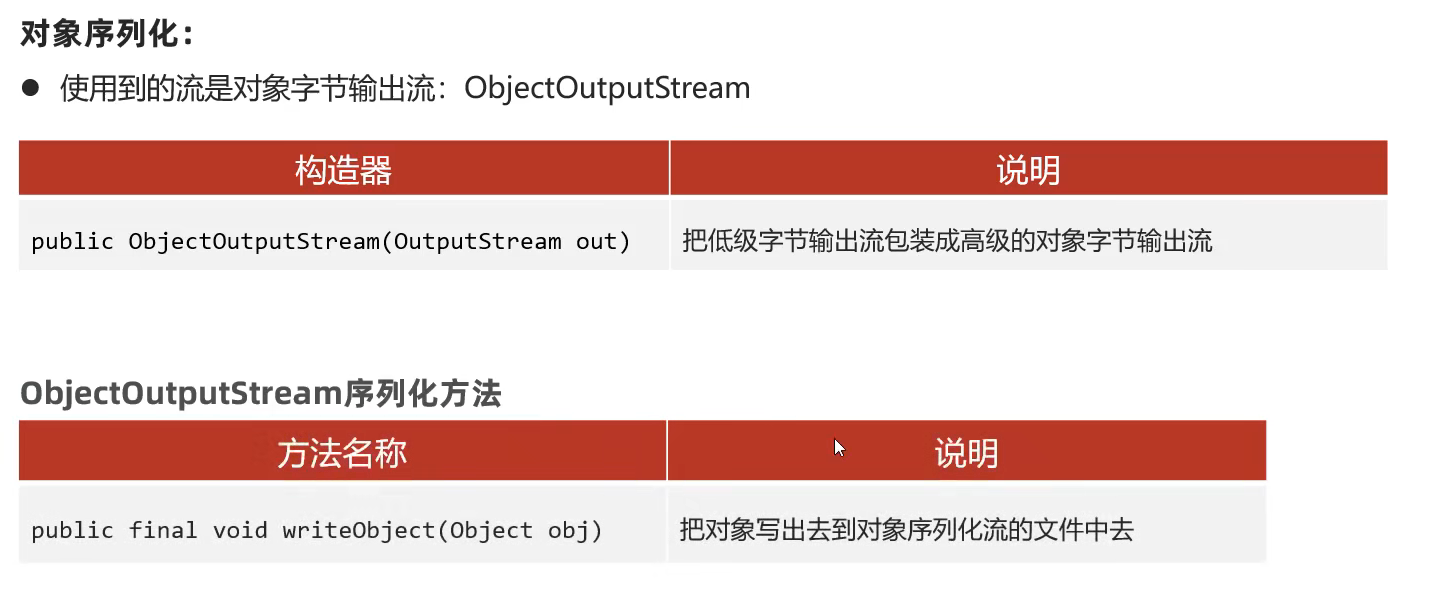 对象序列化：
● 使用到的流是对象字节输出流：ObjectOutputStream
构造器 说明
public ObjectOutputStream(OutputStream out) 把低级字节输出流包装成高级的对象字节输出流
ObjectOutputStream序列化方法
方法名称 说明
public final void writeObject(Object obj) 把对象写出去到对象序列化流的文件中去